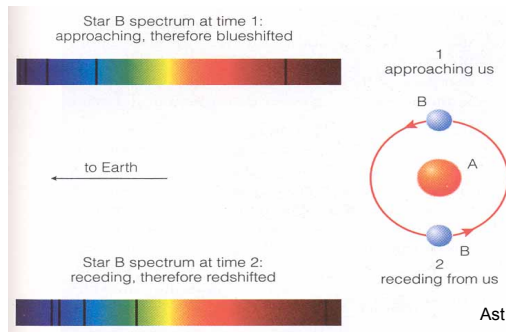 Star B spectrum at time 1:
approaching, therefore blueshifted
1
approaching us
B
A
to Earth
B
2
receding from us
Star B spectrum at time 2:
receding, therefore redshifted
Ast